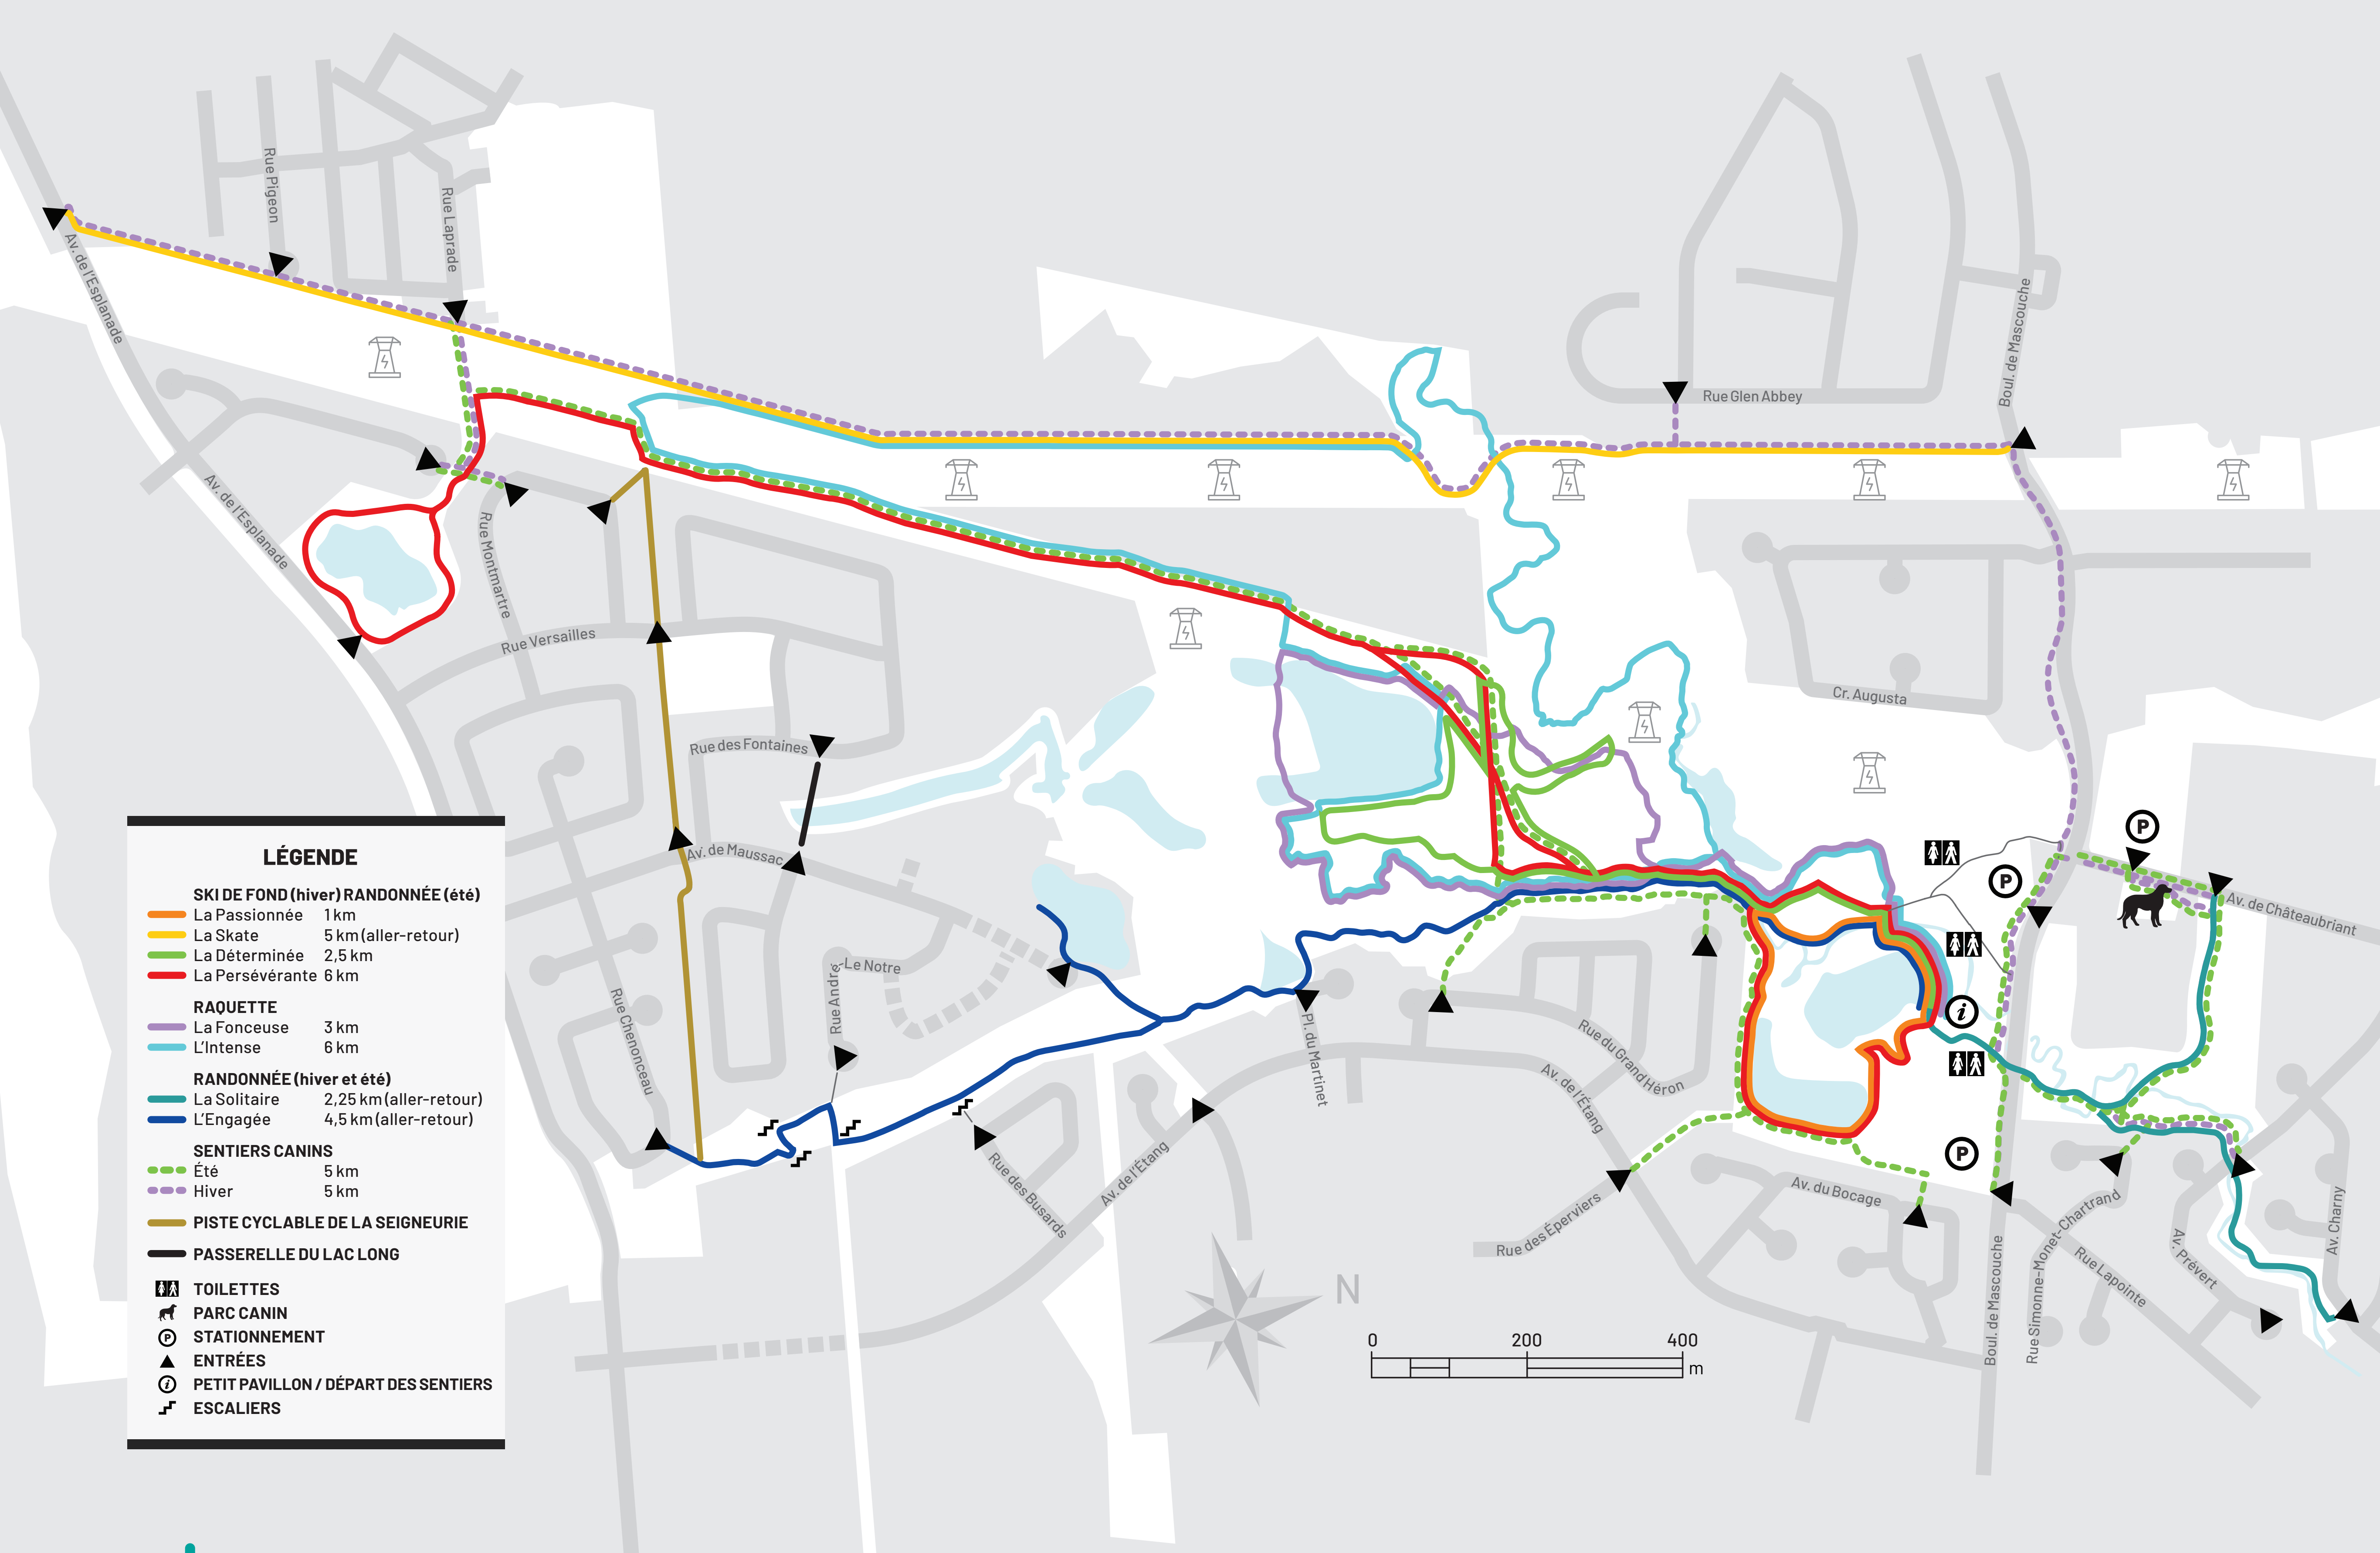 Rue Pigeon
Rue Laprade
Av. de l'Esplanade
Rue Glen Abbey
Boul. de Mascouche
Av. de l'Esplanade
Rue Montmartre
Rue Versailles
Cr. Augusta
Rue des Fontaines
Av. de Maussac
P
P
Av. de Châteaubriant
Rue André-Le Notre
Rue Chenonceau
Pl. du Martinet
Rue du Grand Héron
Av. de l'Étang
i
P
Rue des Busards
Av. de l'Étang
Rue des Éperviers
Av. du Bocage
Boul. de Mascouche
Rue Simonne-Monet-Chartrand
Rue Lapointe
Av. Prévert
Av. Charny
N
0 200 400
m
LÉGENDE
SKI DE FOND (hiver) RANDONNÉE (été)
La Passionnée 1 km
La Skate 5 km (aller-retour)
La Déterminée 2,5 km
La Persévérante 6 km
RAQUETTE
La Fonceuse 3 km
L'Intense 6 km
RANDONNÉE (hiver et été)
La Solitaire 2,25 km (aller-retour)
L'Engagée 4,5 km (aller-retour)
SENTIERS CANINS
Été 5 km
Hiver 5 km
PISTE CYCLABLE DE LA SEIGNEURIE
PASSERELLE DU LAC LONG
TOILETTES
PARC CANIN
P STATIONNEMENT
ENTRÉES
i PETIT PAVILLON / DÉPART DES SENTIERS
ESCALIERS